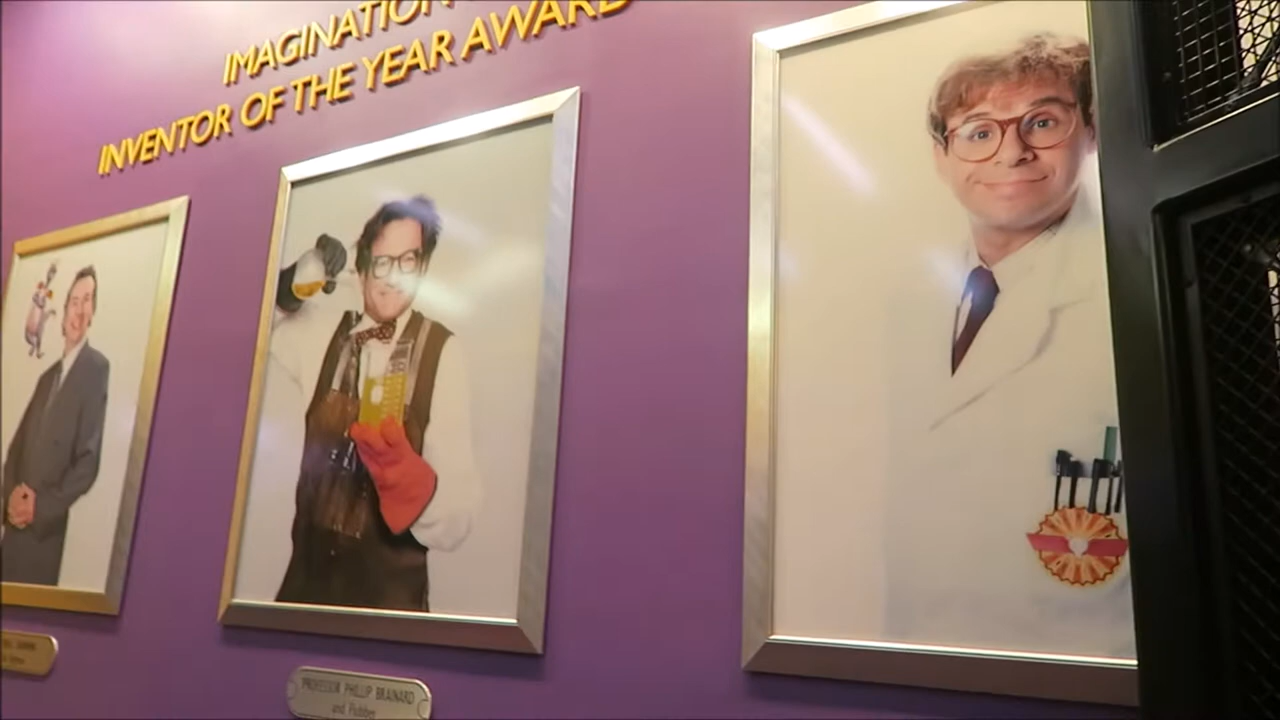 IMAGINATION
INVENTOR OF THE YEAR AWARD
PROFESSOR PHILLIP BRAINARD
and Flubber